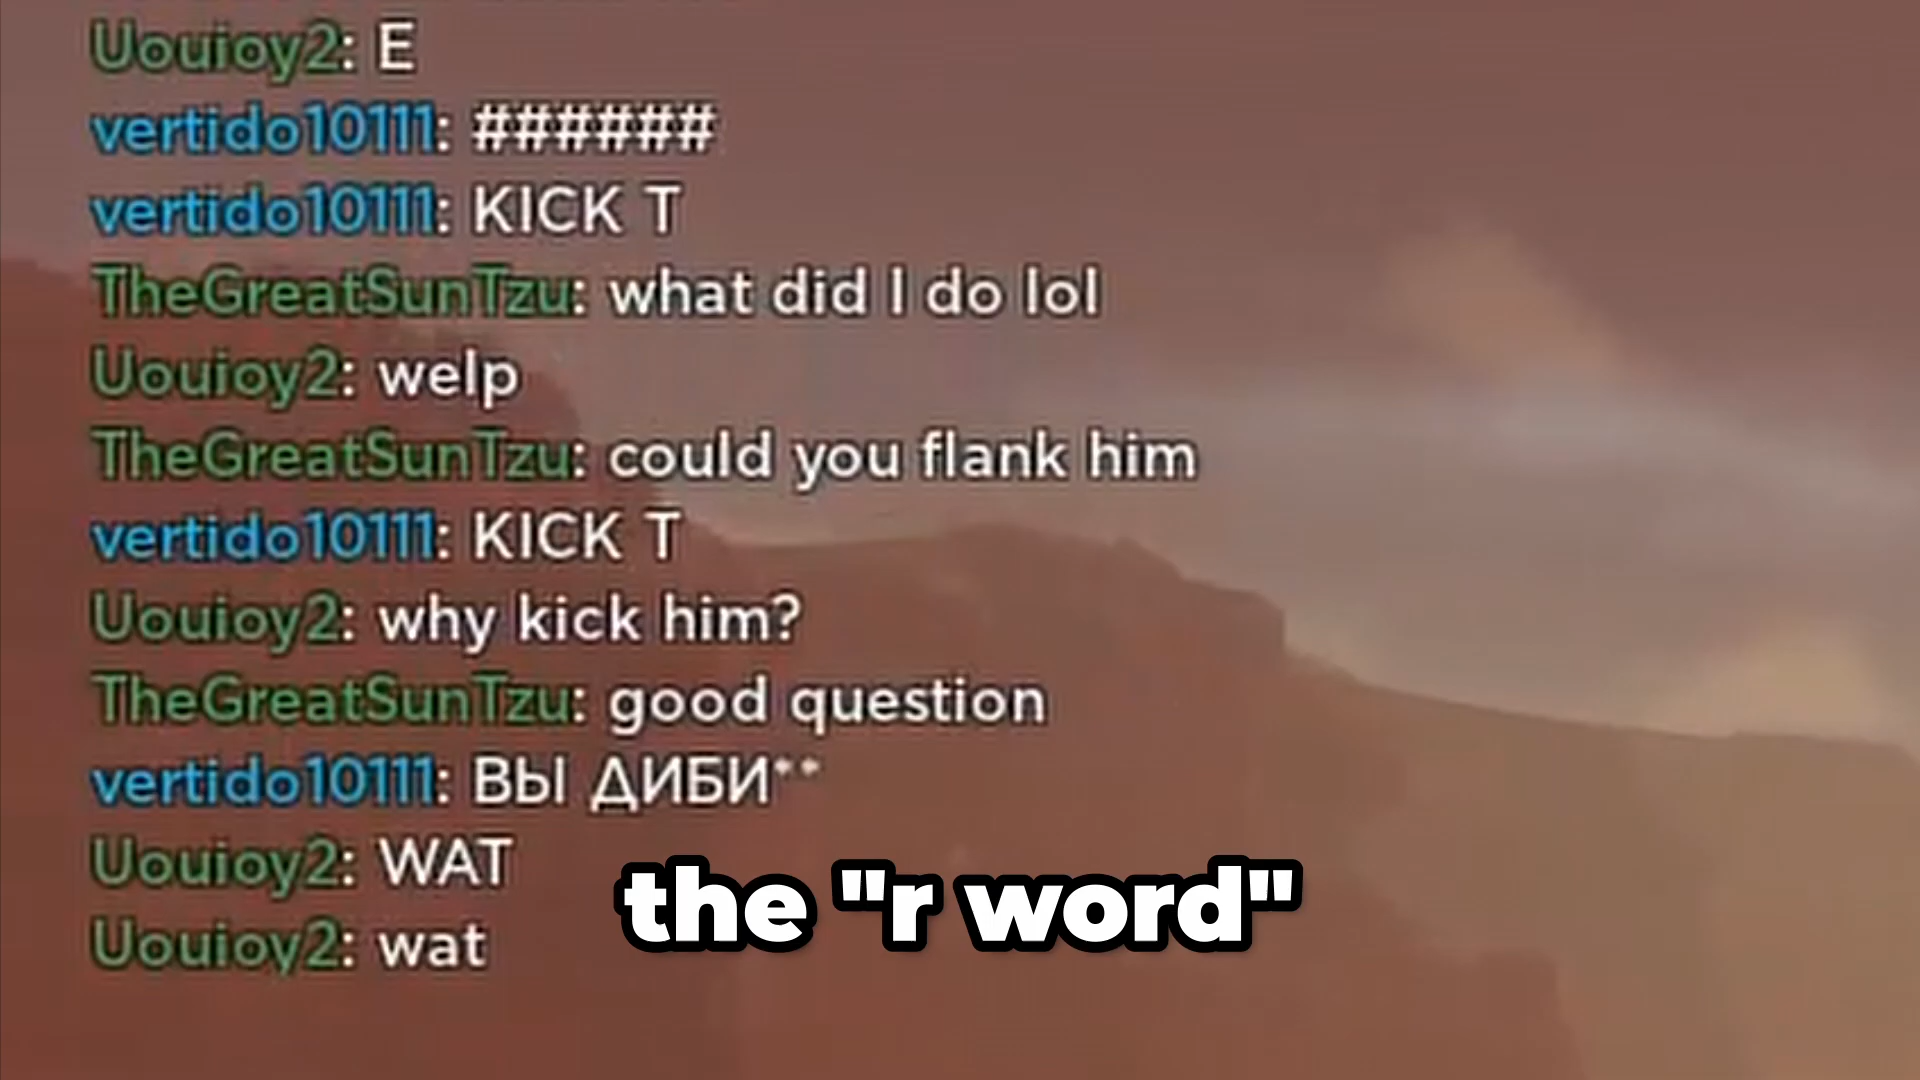 Uouioy2: E
vertido10111: ######
vertido10111: KICK T
TheGreatSunTzu: what did I do lol
Uouioy2: welp
TheGreatSunTzu: could you flank him
vertido10111: KICK T
Uouioy2: why kick him?
TheGreatSunTzu: good question
vertido10111: ВЫ ДИБИ**
Uouioy2: WAT
Uouioy2: wat
the "r word"